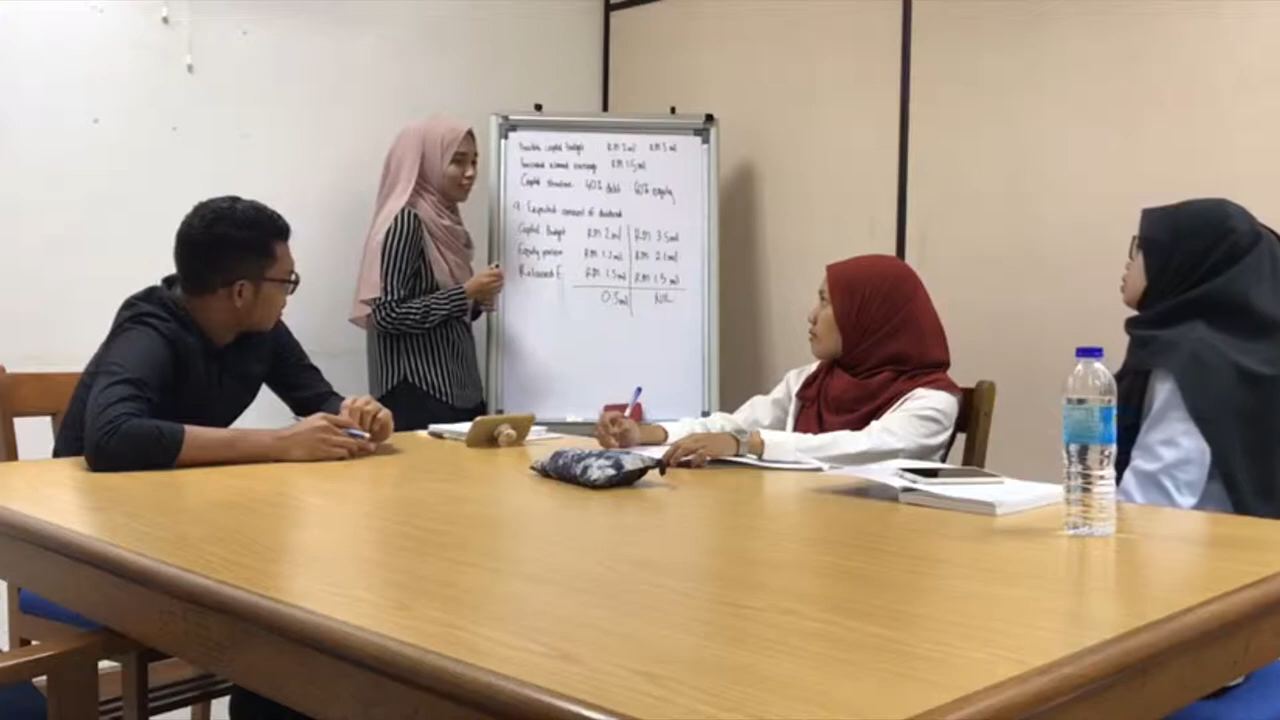 Possible capital budget RM 2 mil RM 3.5 mil
Forecasted retained earnings RM 1.5 mil
Capital structure 40% debt 60% equity
a. Expected amount of dividend
Capital Budget RM 2 mil RM 3.5 mil
Equity portion RM 1.2 mil RM 2.1 mil
Retained E. RM 1.5 mil RM 1.5 mil
0.3 mil NIL